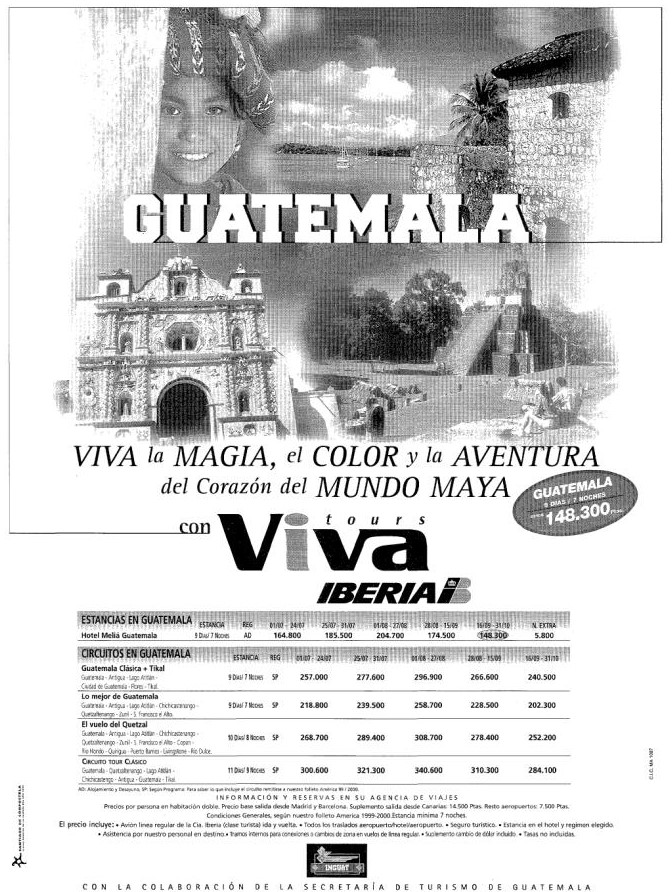 GUATEMALA
VIVA la MAGIA, el COLOR y la AVENTURA
del Corazón del MUNDO MAYA
GUATEMALA
9 DIAS / 7 NOCHES
148.300 Ptas.
con Viva tours
IBERIA
ESTANCIAS EN GUATEMALA ESTANCIA REG 01/07 - 24/07 25/07 - 31/07 01/08 - 27/08 28/08 - 15/09 16/09 - 31/10 N. EXTRA
Hotel Meliá Guatemala 9 DIAS/ 7 NOCHES AD 164.800 185.500 204.700 174.500 148.300 5.800
CIRCUITOS EN GUATEMALA ESTANCIA REG 01/07 - 24/07 25/07 - 31/07 01/08 - 27/08 28/08 - 15/09 16/09 - 31/10
Guatemala Clásica + Tikal
Guatemala - Antigua - Lago Atitlán - 9 DIAS/ 7 NOCHES SP 257.000 277.600 296.900 266.600 240.500
Ciudad de Guatemala - Flores - Tikal.
Lo mejor de Guatemala
Guatemala - Antigua - Lago Atitlán - Chichicastenango - 9 DIAS/ 7 NOCHES SP 218.800 239.500 258.700 228.500 202.300
Quetzaltenango - Zunil - S. Francisco el Alto.
El vuelo del Quetzal
Guatemala - Antigua - Lago Atitlán - Chichicastenango - 10 DIAS/ 8 NOCHES SP 268.700 289.400 308.700 278.400 252.200
Quetzaltenango - Zunil - S. Francisco el Alto - Copan -
Río Hondo - Quirigua - Puerto Barrios - Livingstone - Río Dulce.
CIRCUITO TOUR CLÁSICO
Guatemala - Quetzaltenango - Lago Atitlán - 11 DIAS/ 9 NOCHES SP 300.600 321.300 340.600 310.300 284.100
Chichicastenango - Antigua - Guatemala - Tikal.
AD: Alojamiento y Desayuno, SP: Según Programa. Para saber lo que incluye el circuito remitirse a nuestro folleto América 99 / 2000.
INFORMACIÓN Y RESERVAS EN SU AGENCIA DE VIAJES
Precios por persona en habitación doble. Precio base salida desde Madrid y Barcelona. Suplemento salida desde Canarias: 14.500 Ptas. Resto aeropuertos: 7.500 Ptas.
Condiciones Generales, según nuestro folleto America 1999-2000. Estancia mínima 7 noches.
El precio incluye: • Avión linea regular de la Cia. Iberia (clase turista) ida y vuelta. • Todos los traslados aeropuerto/hotel/aeropuerto. • Seguro turístico. • Estancia en el hotel y regimen elegido.
• Asistencia por nuestro personal en destino. • Tramos internos para conexiones o cambios de zona en vuelos de línea regular. • Suplemento cambio de dólar incluido. • Tasas no incluidas.
C.I.C. MA 1087
INGUAT
CON LA COLABORACIÓN DE LA SECRETARÍA DE TURISMO DE GUATEMALA